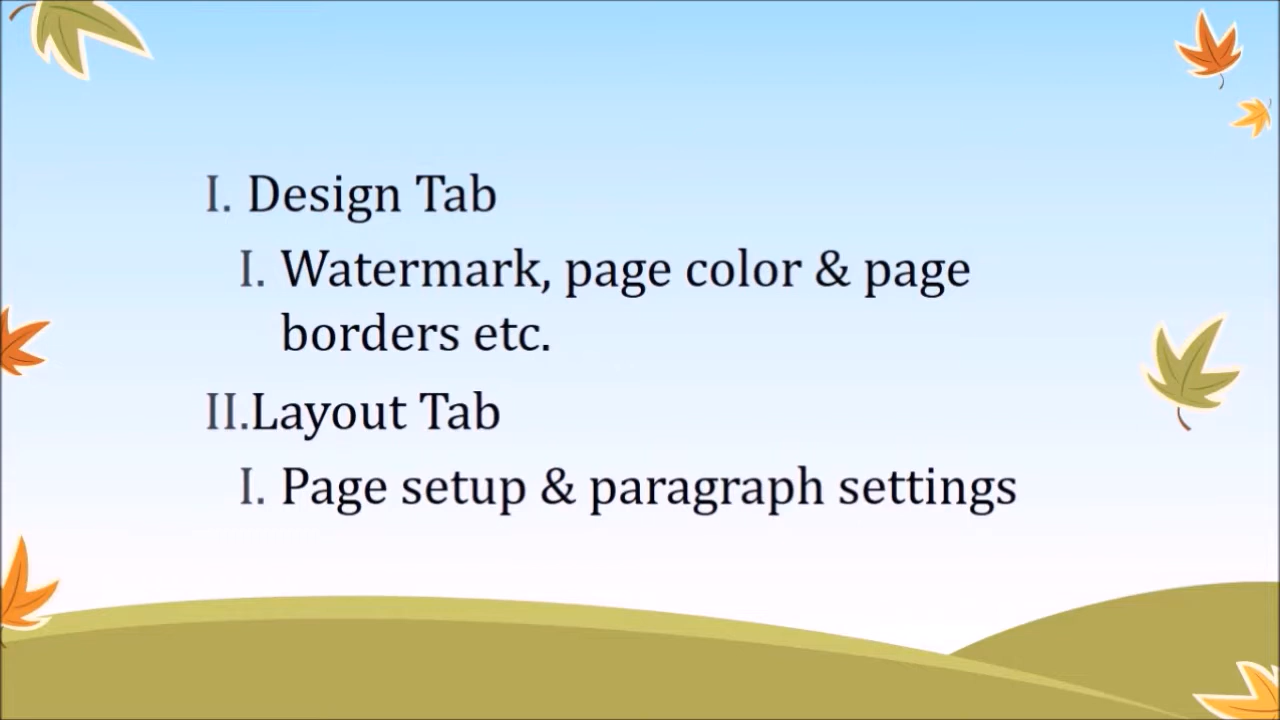 I. Design Tab
I. Watermark, page color & page
borders etc.
II.Layout Tab
I. Page setup & paragraph settings